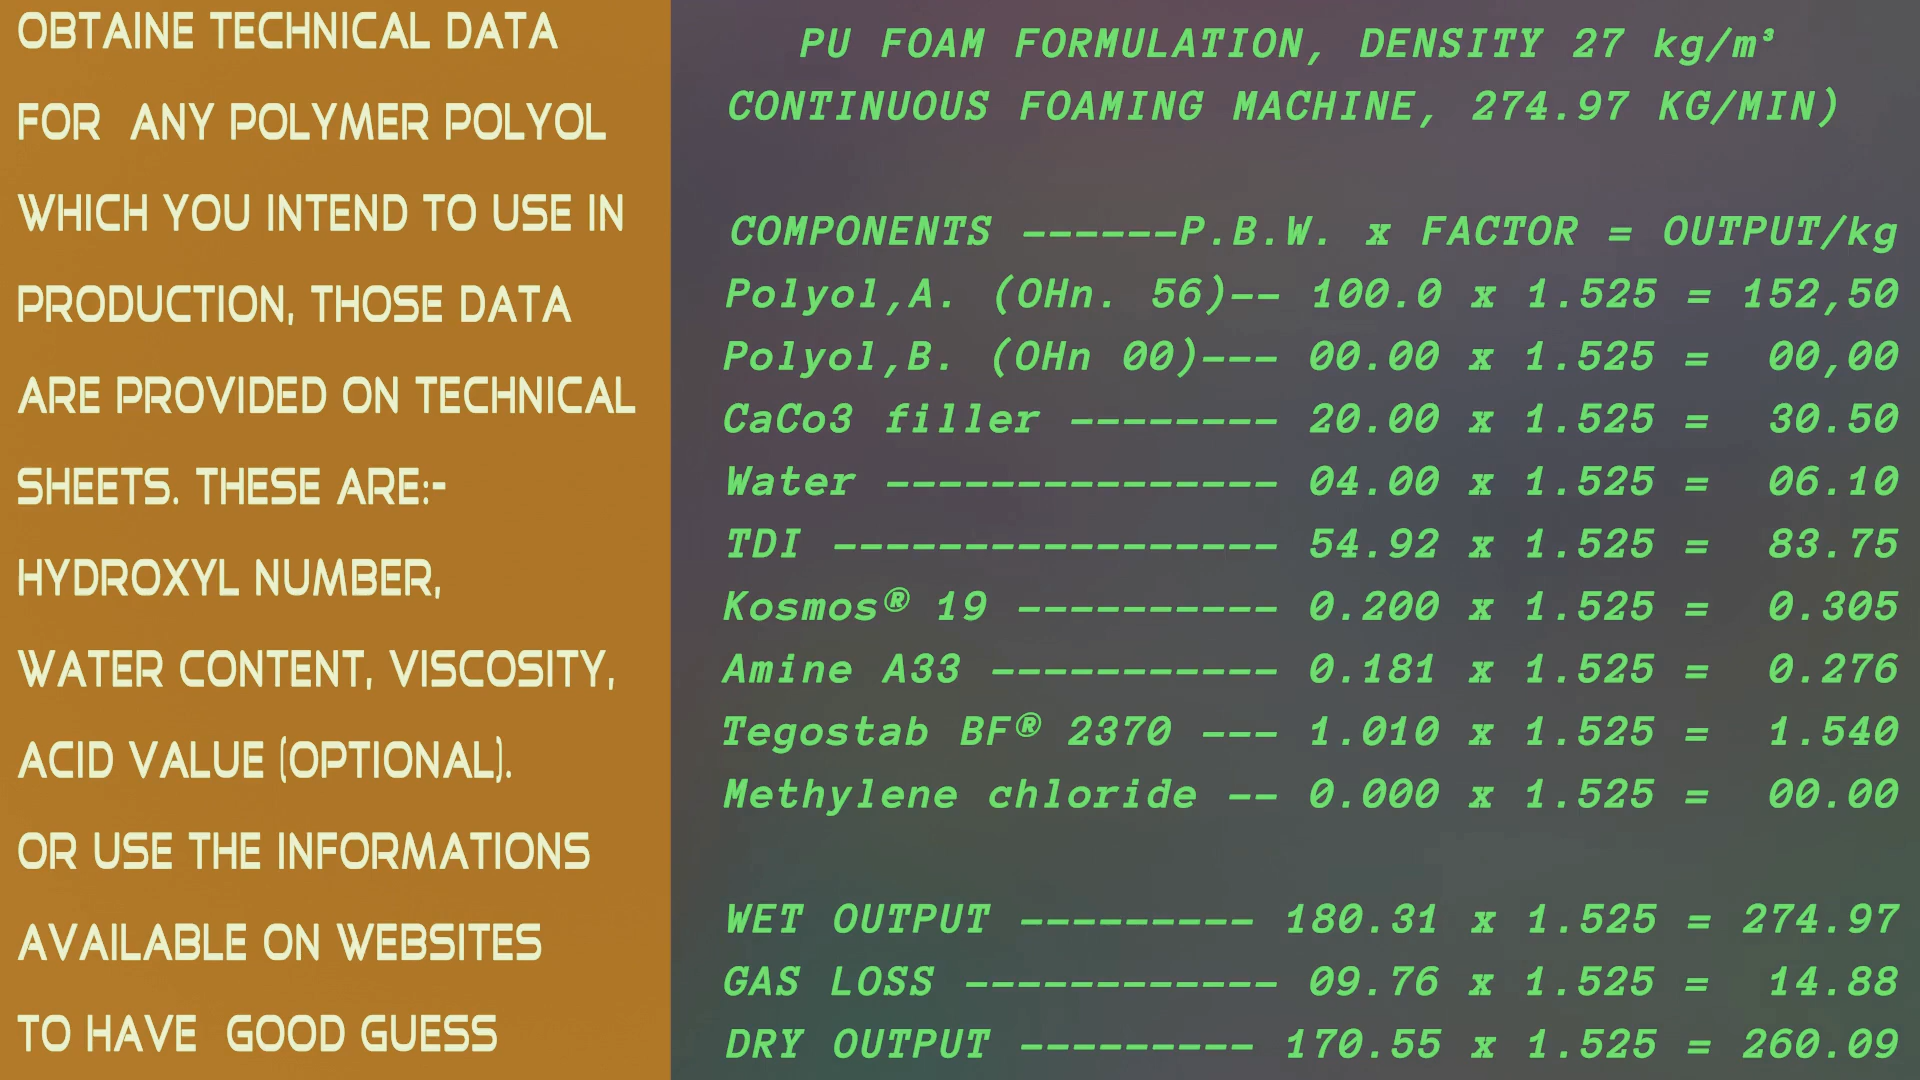 OBTAINE TECHNICAL DATA
FOR ANY POLYMER POLYOL
WHICH YOU INTEND TO USE IN
PRODUCTION, THOSE DATA
ARE PROVIDED ON TECHNICAL
SHEETS. THESE ARE:-
HYDROXYL NUMBER,
WATER CONTENT, VISCOSITY,
ACID VALUE (OPTIONAL).
OR USE THE INFORMATIONS
AVAILABLE ON WEBSITES
TO HAVE GOOD GUESS
PU FOAM FORMULATION, DENSITY 27 kg/m³
CONTINUOUS FOAMING MACHINE, 274.97 KG/MIN)
COMPONENTS ------P.B.W. x FACTOR = OUTPUT/kg
Polyol,A. (OHn. 56)-- 100.0 x 1.525 = 152,50
Polyol,B. (OHn 00)--- 00.00 x 1.525 = 00,00
CaCo3 filler -------- 20.00 x 1.525 = 30.50
Water --------------- 04.00 x 1.525 = 06.10
TDI ----------------- 54.92 x 1.525 = 83.75
Kosmos® 19 ---------- 0.200 x 1.525 = 0.305
Amine A33 ----------- 0.181 x 1.525 = 0.276
Tegostab BF® 2370 --- 1.010 x 1.525 = 1.540
Methylene chloride -- 0.000 x 1.525 = 00.00
WET OUTPUT --------- 180.31 x 1.525 = 274.97
GAS LOSS ------------ 09.76 x 1.525 = 14.88
DRY OUTPUT --------- 170.55 x 1.525 = 260.09